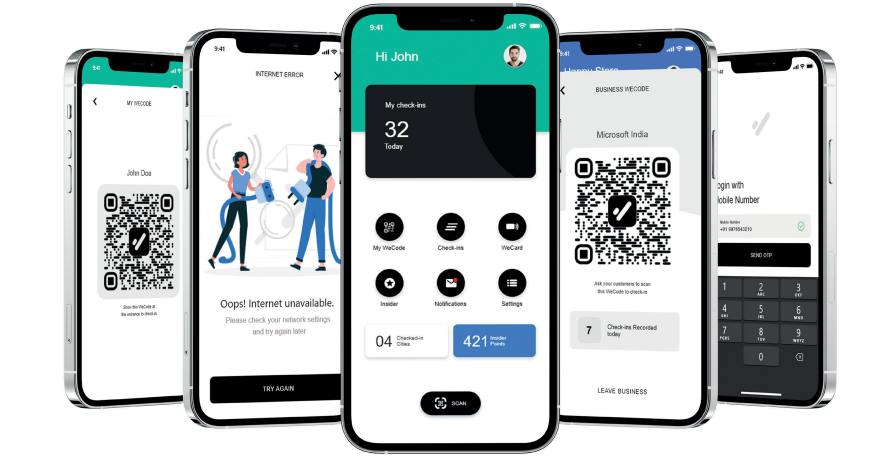 9:41
MY WECODE
John Doe
Show this WeCode at
the entrance to check-in
9:41
INTERNET ERROR
Oops! Internet unavailable.
Please check your network settings
and try again later
TRY AGAIN
9:41
Hi John
My check-ins
32
Today
My WeCode
Check-ins
WeCard
Insider
Notifications
Settings
04 Checked-in
Cities
421 Insider
Points
SCAN
9:41
Happy Store
BUSINESS WECODE
Microsoft India
Ask your customers to scan
this WeCode to check-in
7 Check-ins Recorded
today
LEAVE BUSINESS
:41
ogin with
obile Number
Mobile Number
+91 9876543210
SEND OTP
1
2
ABC
3
DEF
4
GHI
5
JKL
6
MNO
7
PQRS
8
TUV
9
WXYZ
0